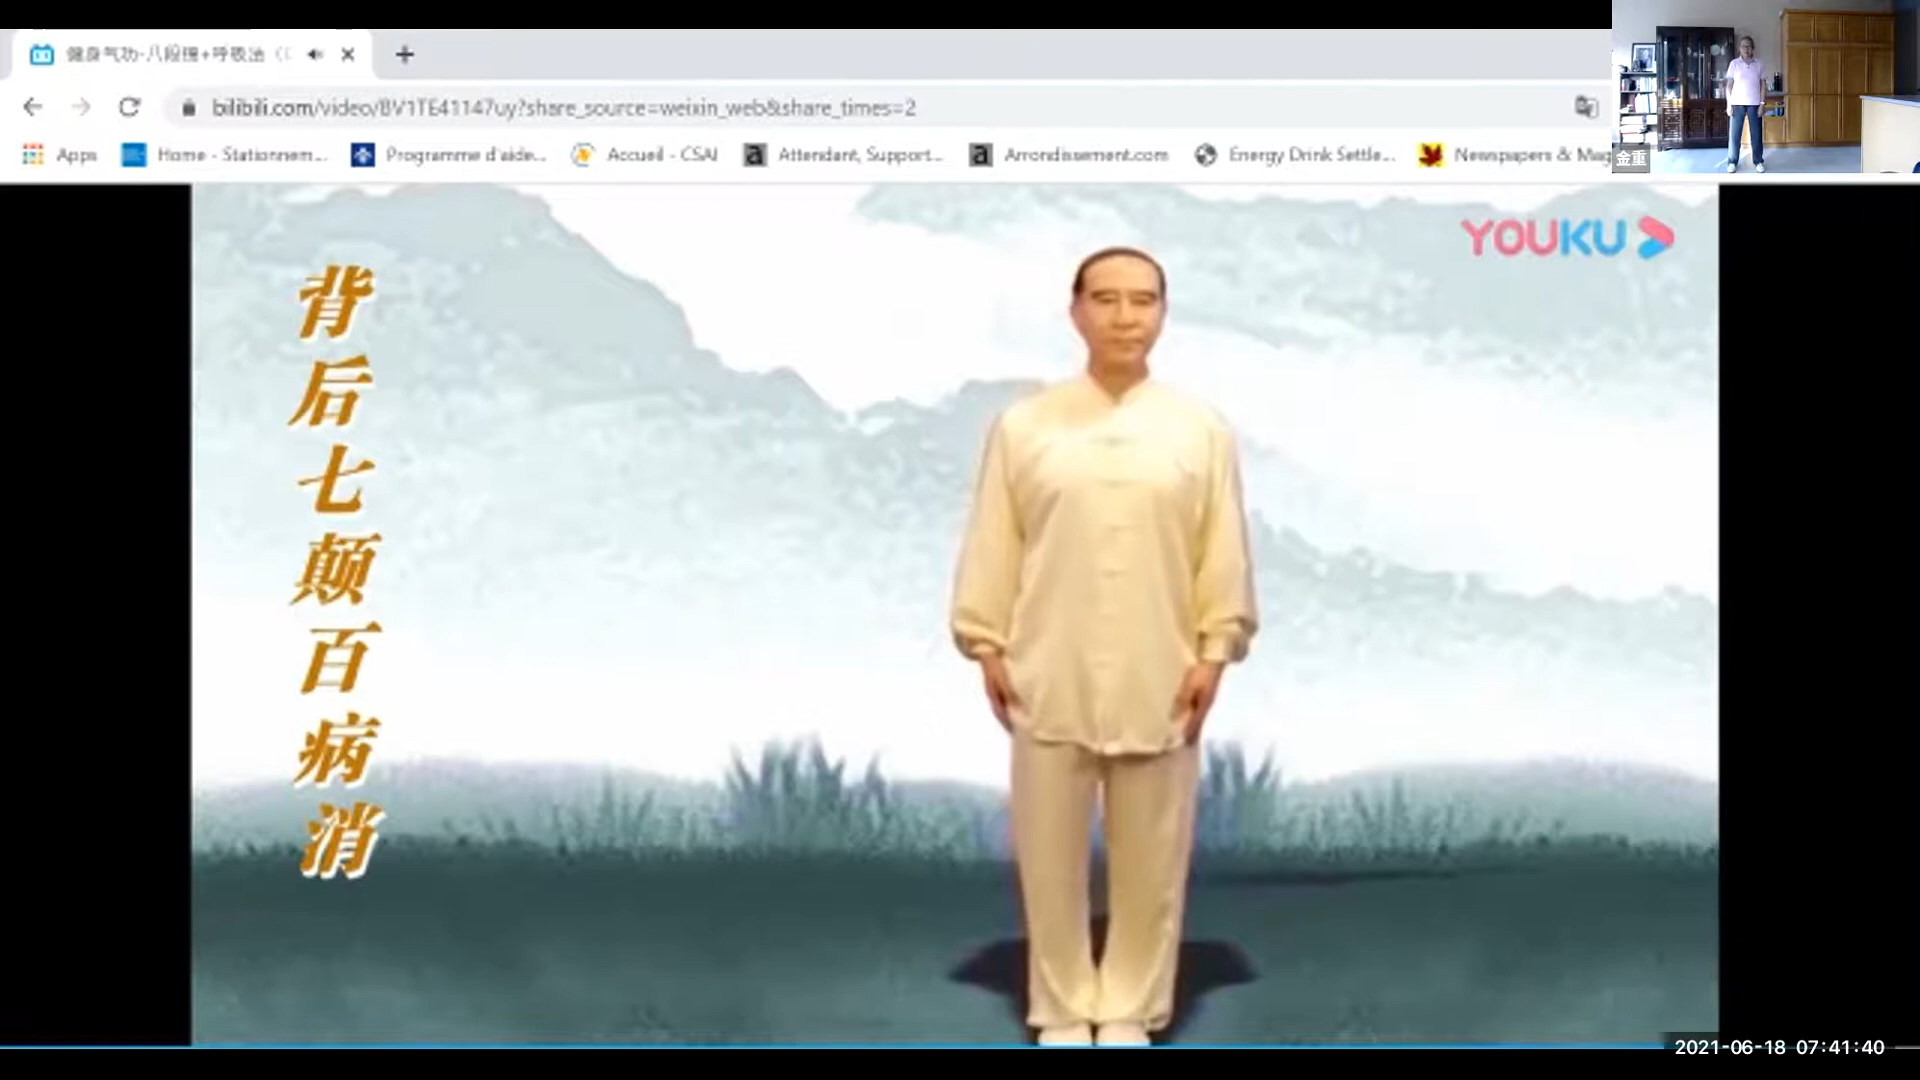 健身气功-八段锦+呼吸法
bilibili.com/video/BV1TE41147uy?share_source=weixin_web&share_times=2
Apps
Home - Stationnem...
Programme d'aide...
Accueil - CSAI
Attendant, Support...
Arrondissement.com
Energy Drink Settle...
Newspapers & Mag
金重
YOUKU
背后七颠百病消
2021-06-18 07:41:40